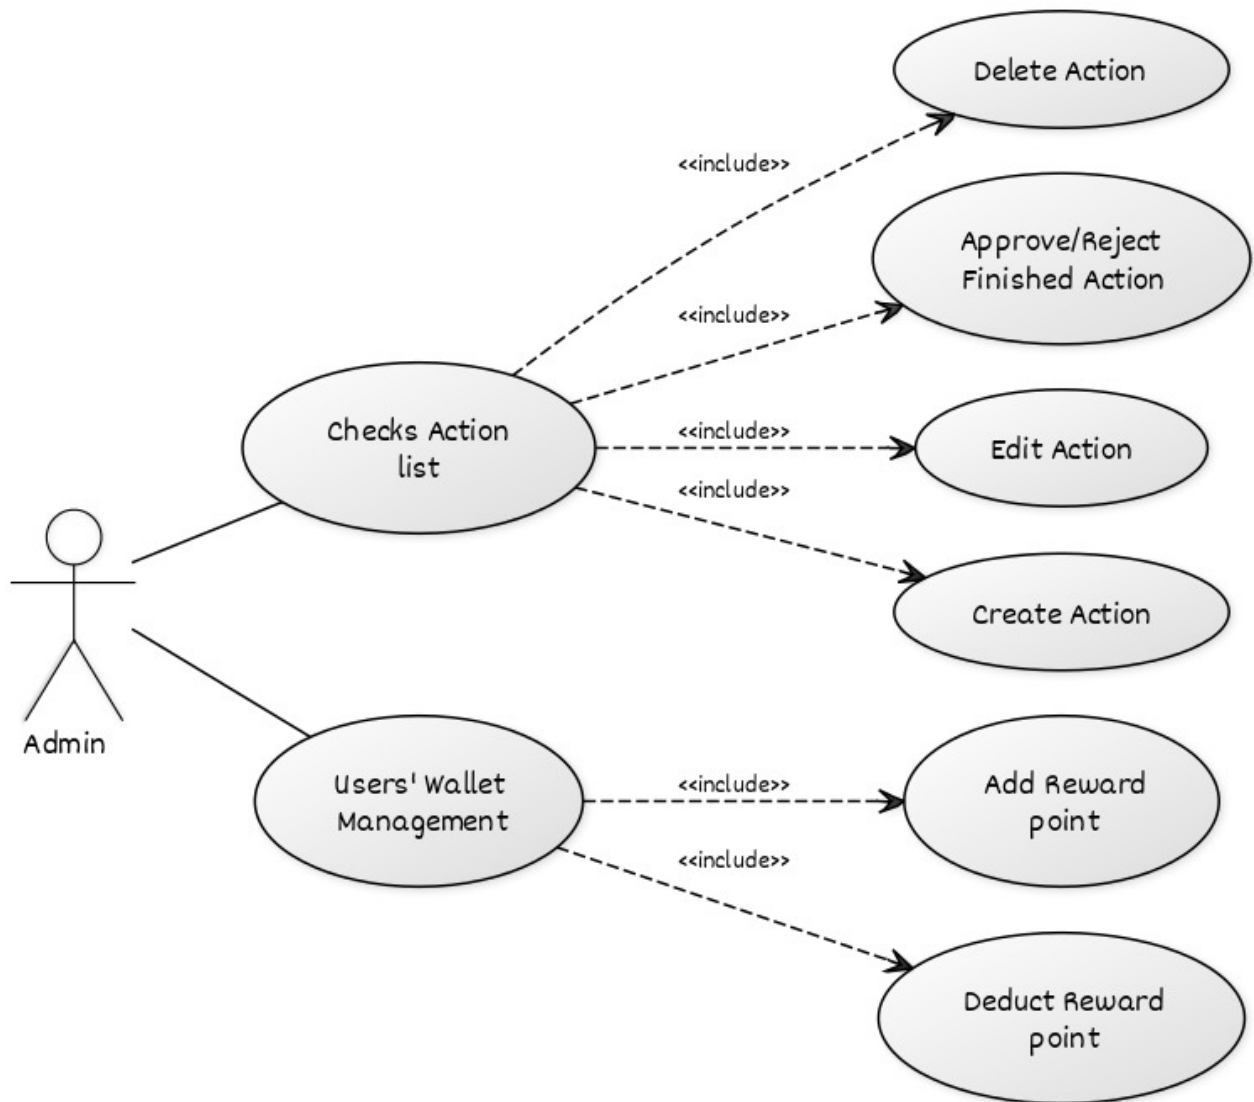 Delete Action
<<include>>
Approve/Reject
Finished Action
<<include>>
Checks Action
list
<<include>>
Edit Action
<<include>>
Create Action
Admin
Users' Wallet
Management
<<include>>
Add Reward
point
<<include>>
Deduct Reward
point